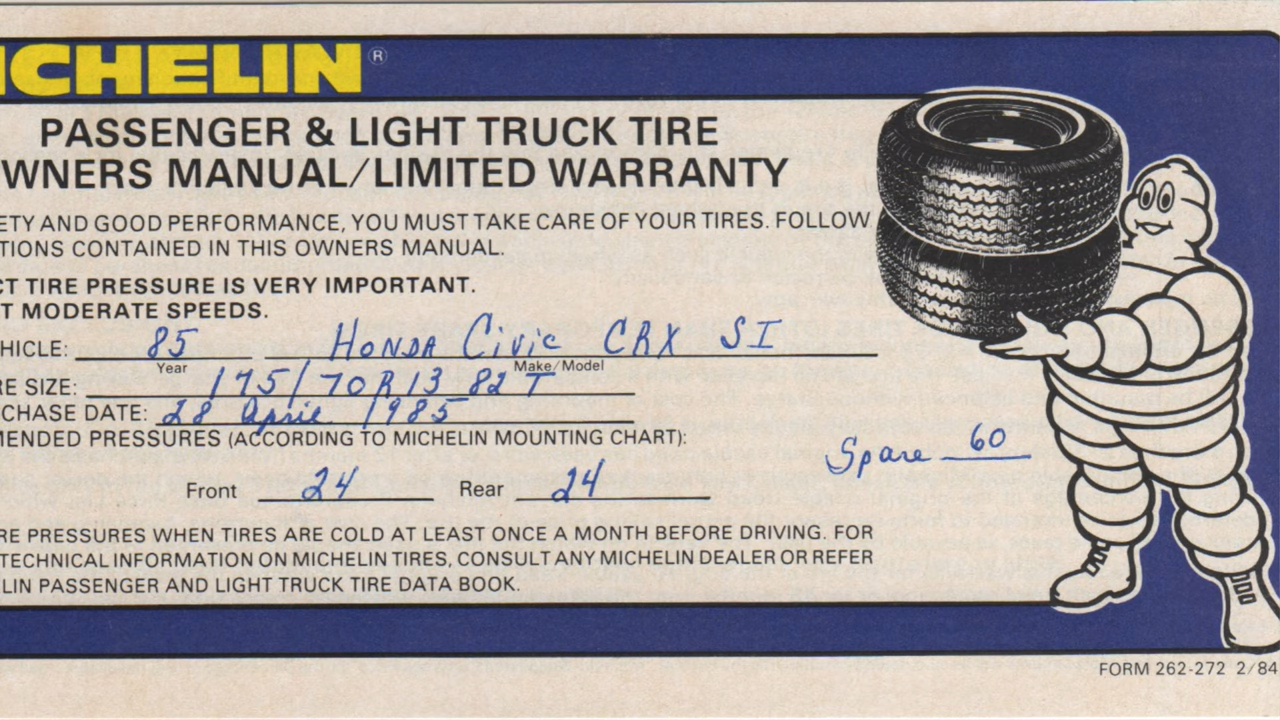 ICHELIN®
PASSENGER & LIGHT TRUCK TIRE
WNERS MANUAL/LIMITED WARRANTY
ETY AND GOOD PERFORMANCE, YOU MUST TAKE CARE OF YOUR TIRES. FOLLOW
TIONS CONTAINED IN THIS OWNERS MANUAL.
CT TIRE PRESSURE IS VERY IMPORTANT.
T MODERATE SPEEDS.
EHICLE: 85 / HONDA Civic CRX SI
Year Make/Model
RE SIZE: 175/70R13 82 T
CHASE DATE: 28 April 1985
MENDED PRESSURES (ACCORDING TO MICHELIN MOUNTING CHART):
Spare 60
Front 24 Rear 24
RE PRESSURES WHEN TIRES ARE COLD AT LEAST ONCE A MONTH BEFORE DRIVING. FOR
TECHNICAL INFORMATION ON MICHELIN TIRES, CONSULT ANY MICHELIN DEALER OR REFER
LIN PASSENGER AND LIGHT TRUCK TIRE DATA BOOK.
FORM 262-272 2/84